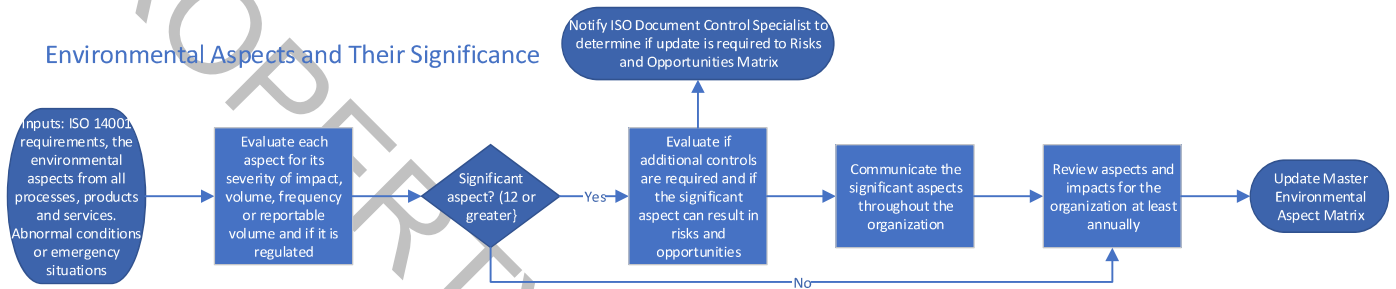 Environmental Aspects and Their Significance
Notify ISO Document Control Specialist to
determine if update is required to Risks
and Opportunities Matrix
Inputs: ISO 14001
requirements, the
environmental
aspects from all
processes, products
and services.
Abnormal conditions
or emergency
situations
Evaluate each
aspect for its
severity of impact,
volume, frequency
or reportable
volume and if it is
regulated
Significant
aspect? (12 or
greater}
Yes
No
Evaluate if
additional controls
are required and if
the significant
aspect can result in
risks and
opportunities
Communicate the
significant aspects
throughout the
organization
Review aspects and
impacts for the
organization at least
annually
Update Master
Environmental
Aspect Matrix